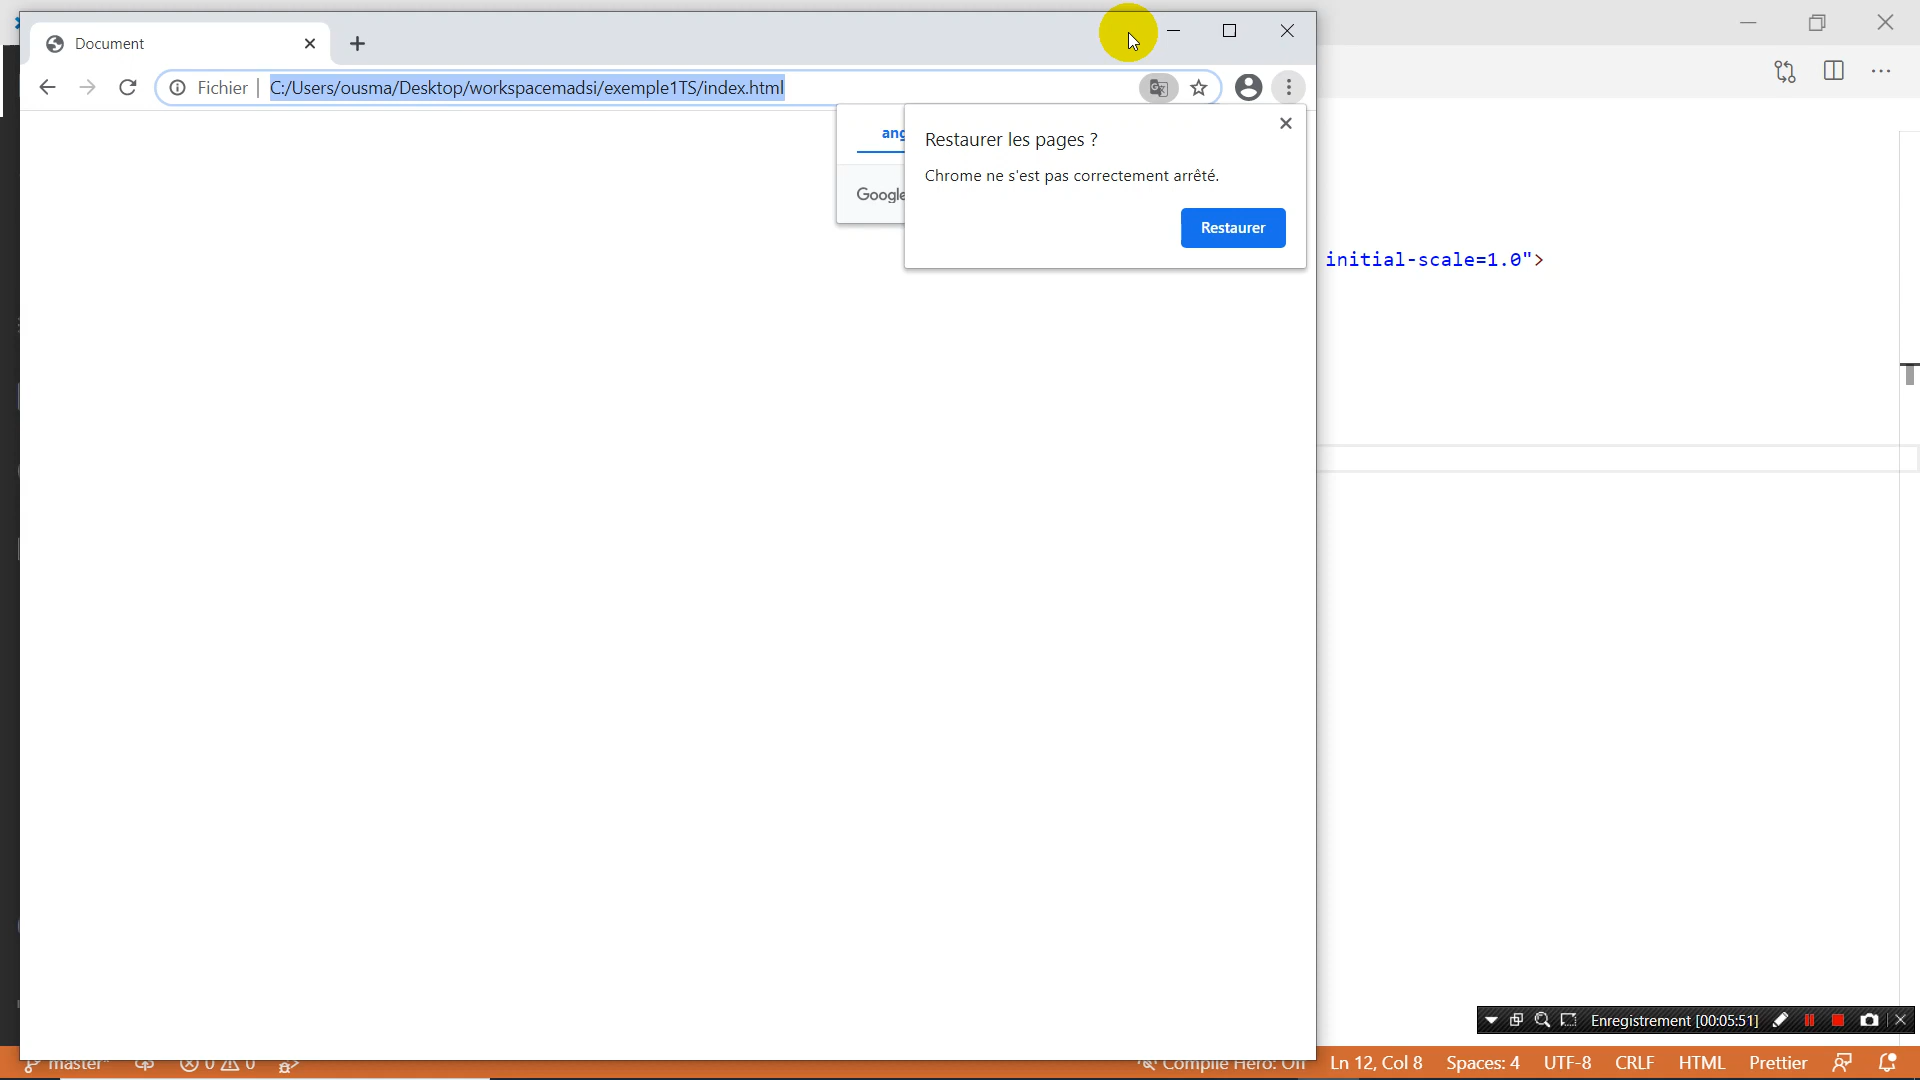 Document
Fichier
C:/Users/ousma/Desktop/workspacemadsi/exemple1TS/index.html
ang
Google
Restaurer les pages ?
Chrome ne s'est pas correctement arrêté.
Restaurer
initial-scale=1.0">
Enregistrement [00:05:51]
master*
0 0
Compile Hero: Off
Ln 12, Col 8
Spaces: 4
UTF-8
CRLF
HTML
Prettier